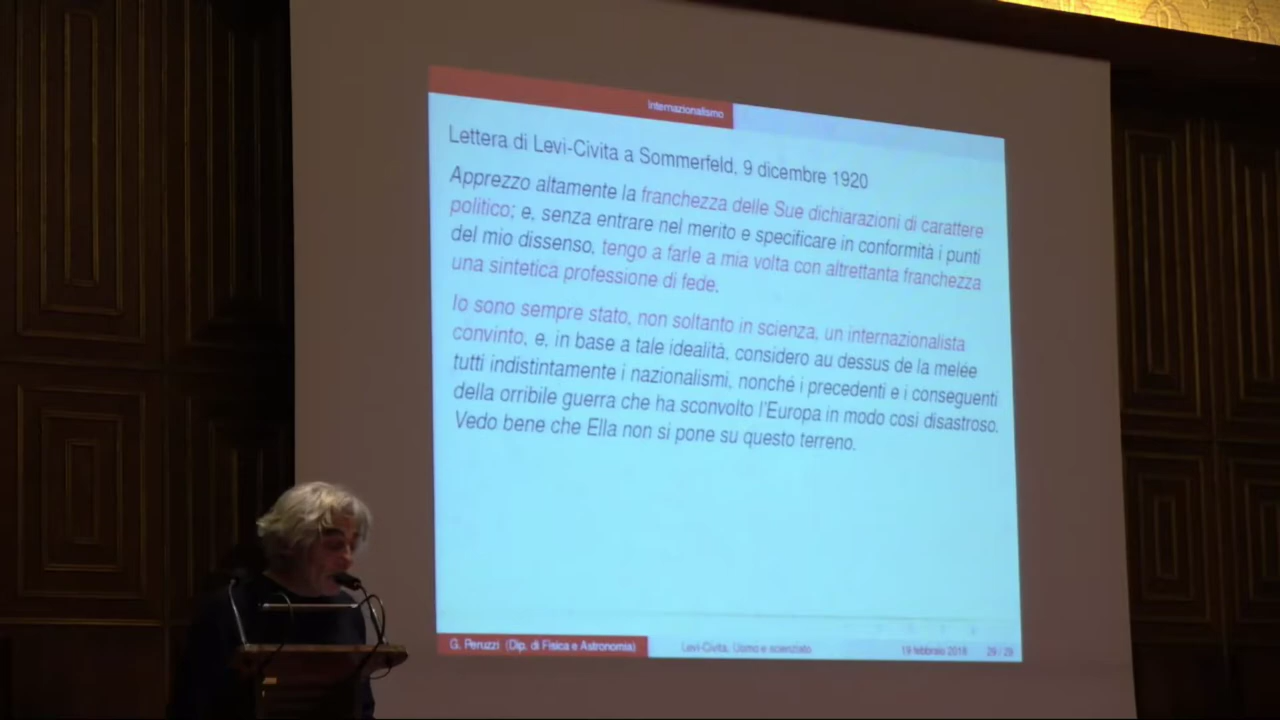 Internazionalismo
Lettera di Levi-Civita a Sommerfeld, 9 dicembre 1920
Apprezzo altamente la franchezza delle Sue dichiarazioni di carattere
politico; e, senza entrare nel merito e specificare in conformità i punti
del mio dissenso, tengo a farle a mia volta con altrettanta franchezza
una sintetica professione di fede.
Io sono sempre stato, non soltanto in scienza, un internazionalista
convinto, e, in base a tale idealità, considero au dessus de la melée
tutti indistintamente i nazionalismi, nonché i precedenti e i conseguenti
della orribile guerra che ha sconvolto l'Europa in modo così disastroso.
Vedo bene che Ella non si pone su questo terreno.
G. Peruzzi (Dip. di Fisica e Astronomia)
Levi-Civita, Uomo e scienziato
19 febbraio 2018 29 / 29